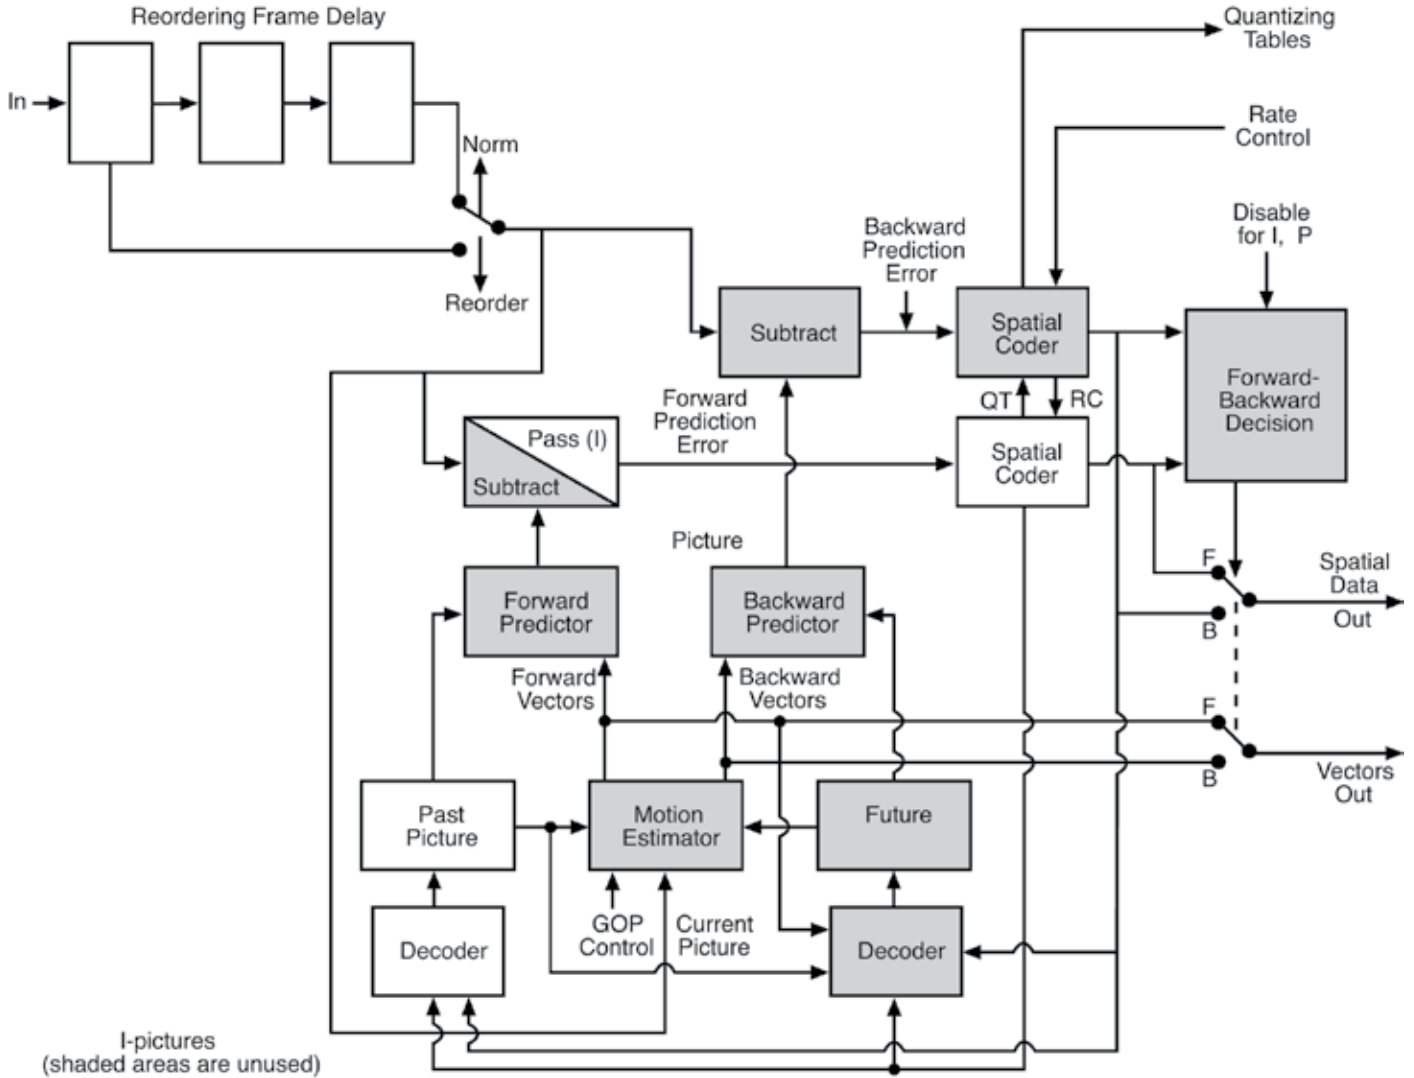 Reordering Frame Delay
Quantizing
Tables
In
Rate
Control
Norm
Disable
for I, P
Backward
Prediction
Error
Reorder
Subtract
Spatial
Coder
Forward-
Backward
Decision
Forward
Prediction
Error
QT
RC
Pass (I)
Subtract
Spatial
Coder
Picture
F
Spatial
Data
Out
B
Forward
Predictor
Backward
Predictor
Forward
Vectors
Backward
Vectors
F
B
Vectors
Out
Past
Picture
Motion
Estimator
Future
GOP
Control
Current
Picture
Decoder
Decoder
I-pictures
(shaded areas are unused)